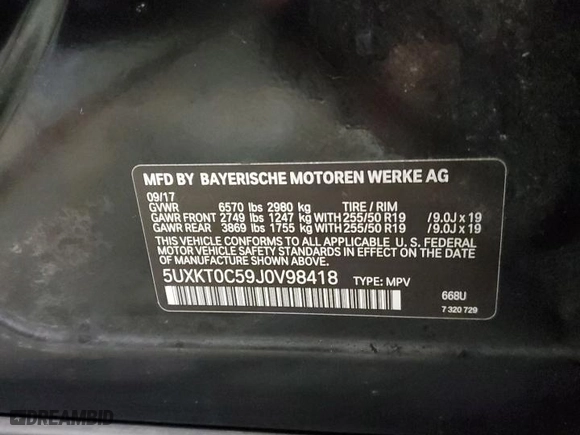 MFD BY BAYERISCHE MOTOREN WERKE AG
09/17
GVWR 6570 lbs 2980 kg TIRE / RIM
GAWR FRONT 2749 lbs 1247 kg WITH 255/50 R19 /9.0J x 19
GAWR REAR 3869 lbs 1755 kg WITH 255/50 R19 /9.0J x 19
THIS VEHICLE CONFORMS TO ALL APPLICABLE U. S. FEDERAL
MOTOR VEHICLE SAFETY STANDARDS IN EFFECT ON THE
DATE OF MANUFACTURE SHOWN ABOVE.
5UXKT0C59J0V98418 TYPE: MPV
668U
7 320 729
DREAMBID